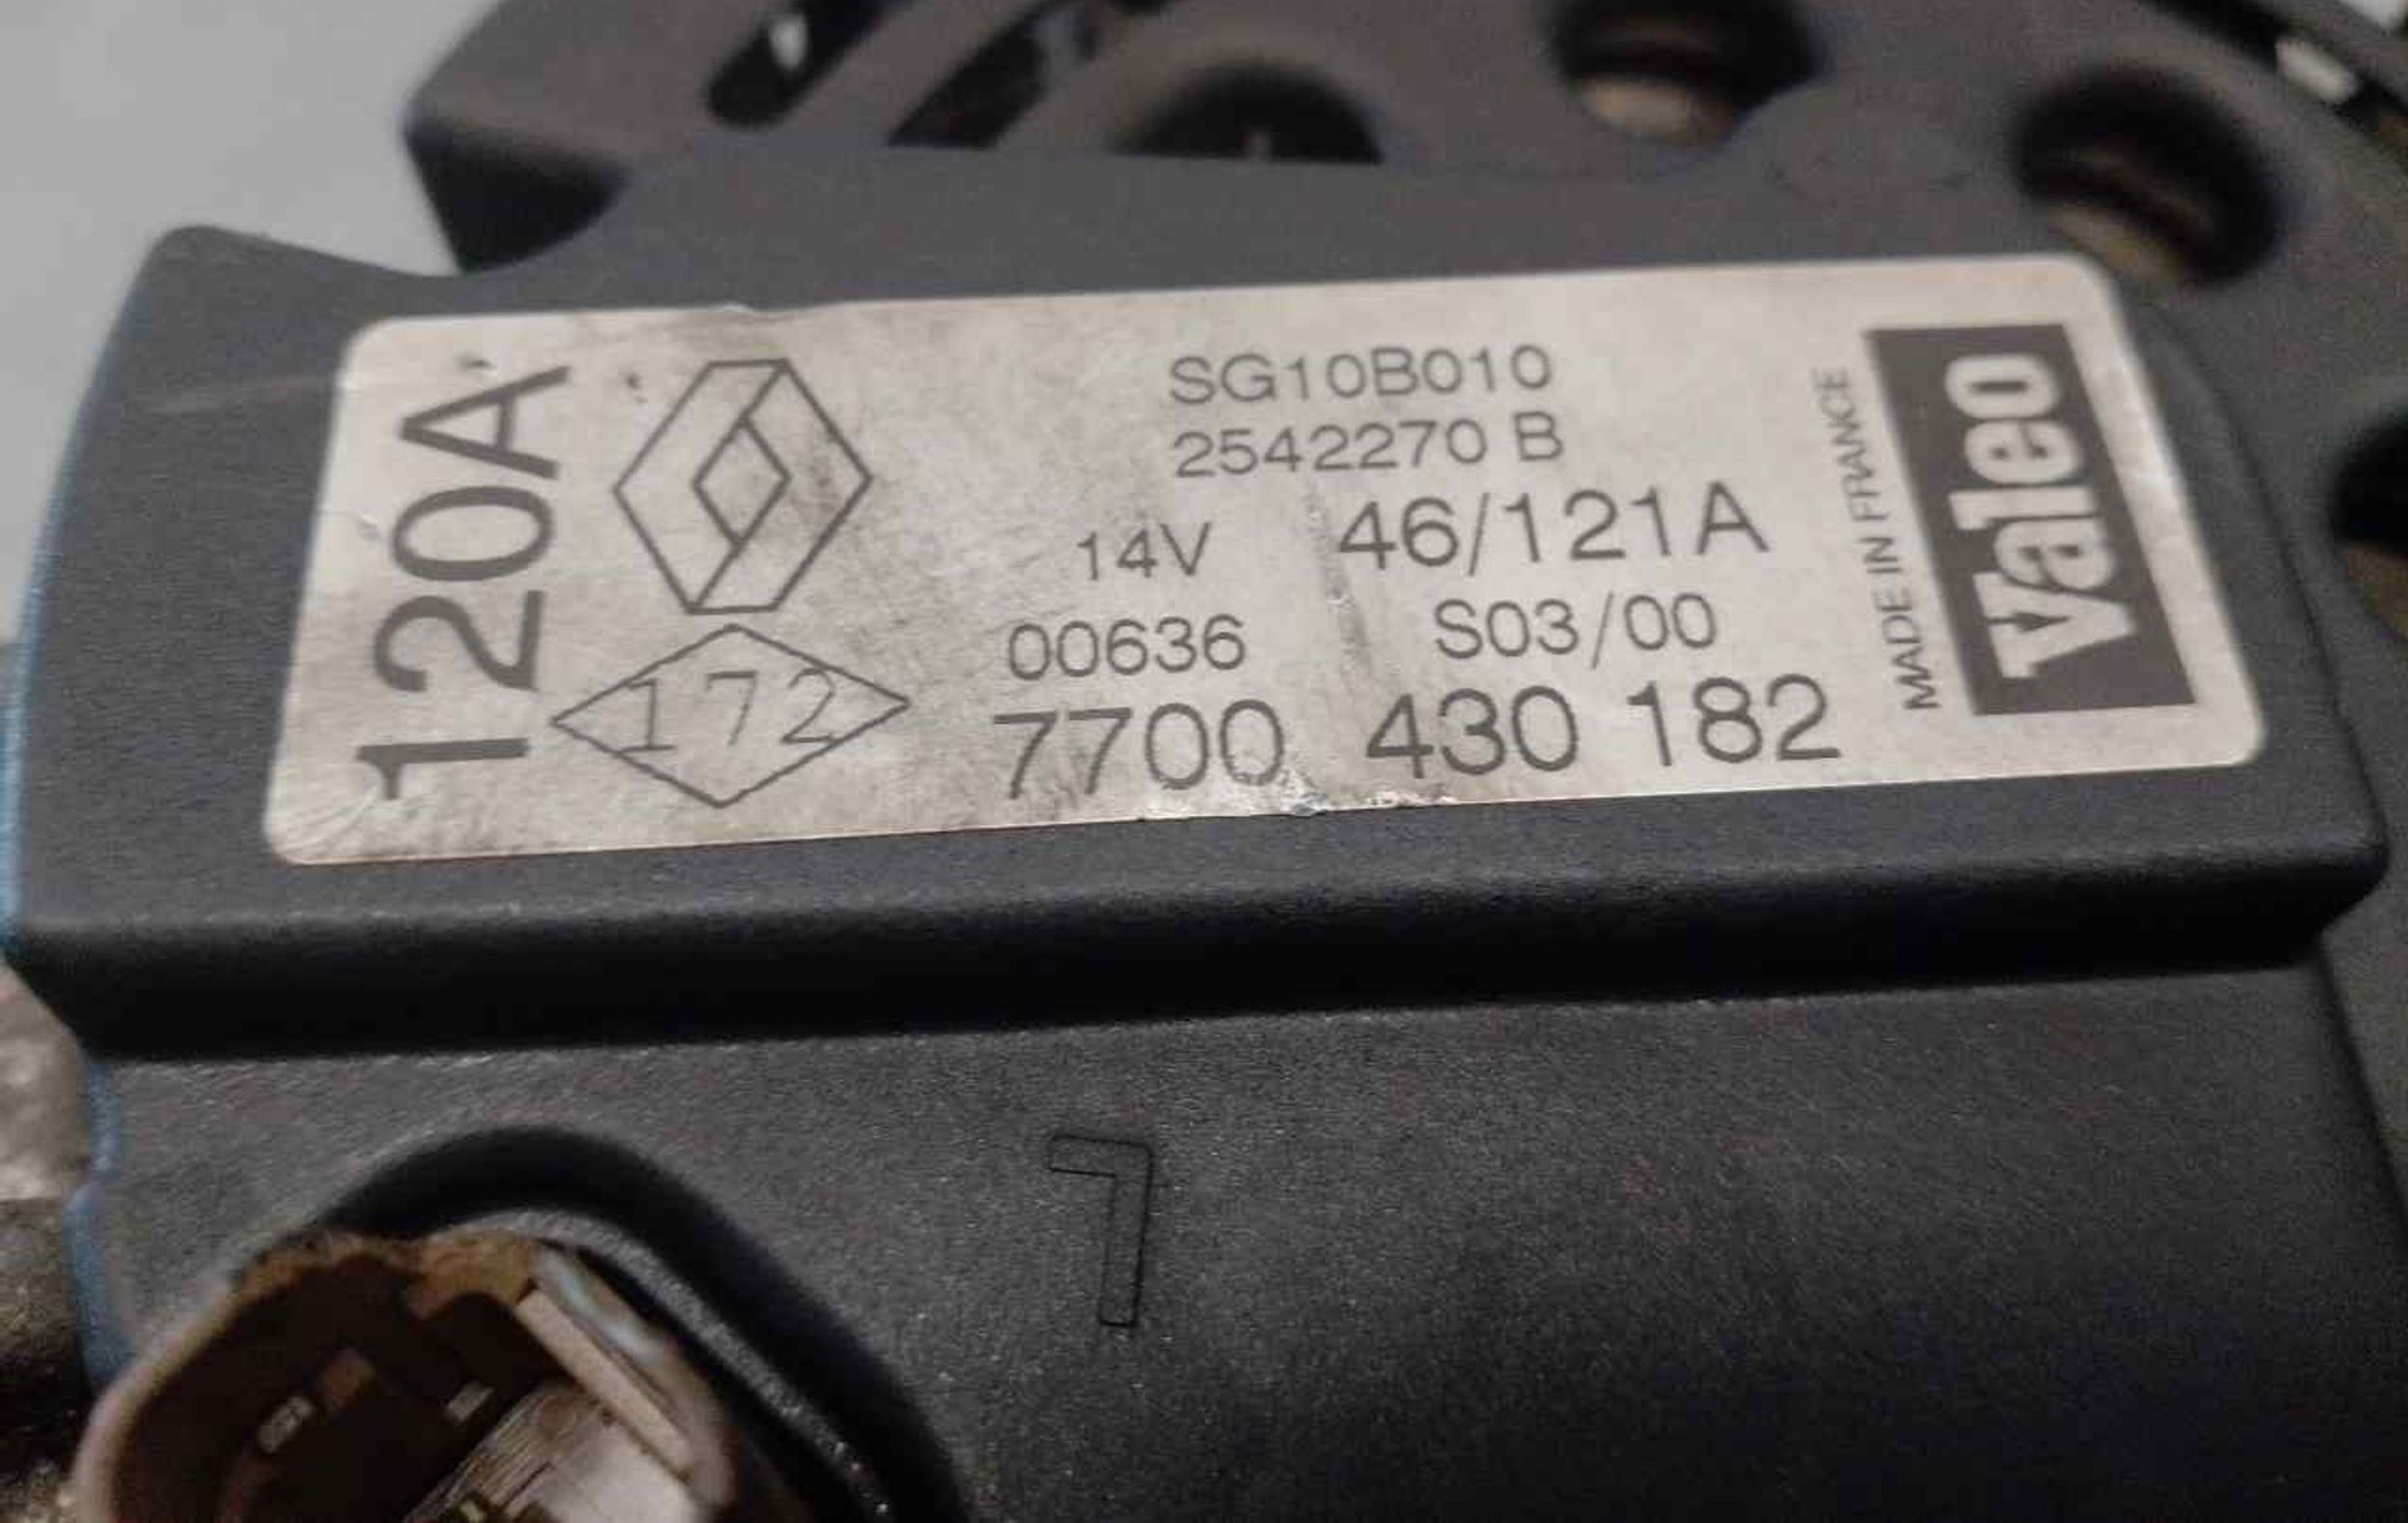 120A
172
SG10B010
2542270 B
14V 46/121A
00636 S03/00
7700 430 182
MADE IN FRANCE
Valeo
7